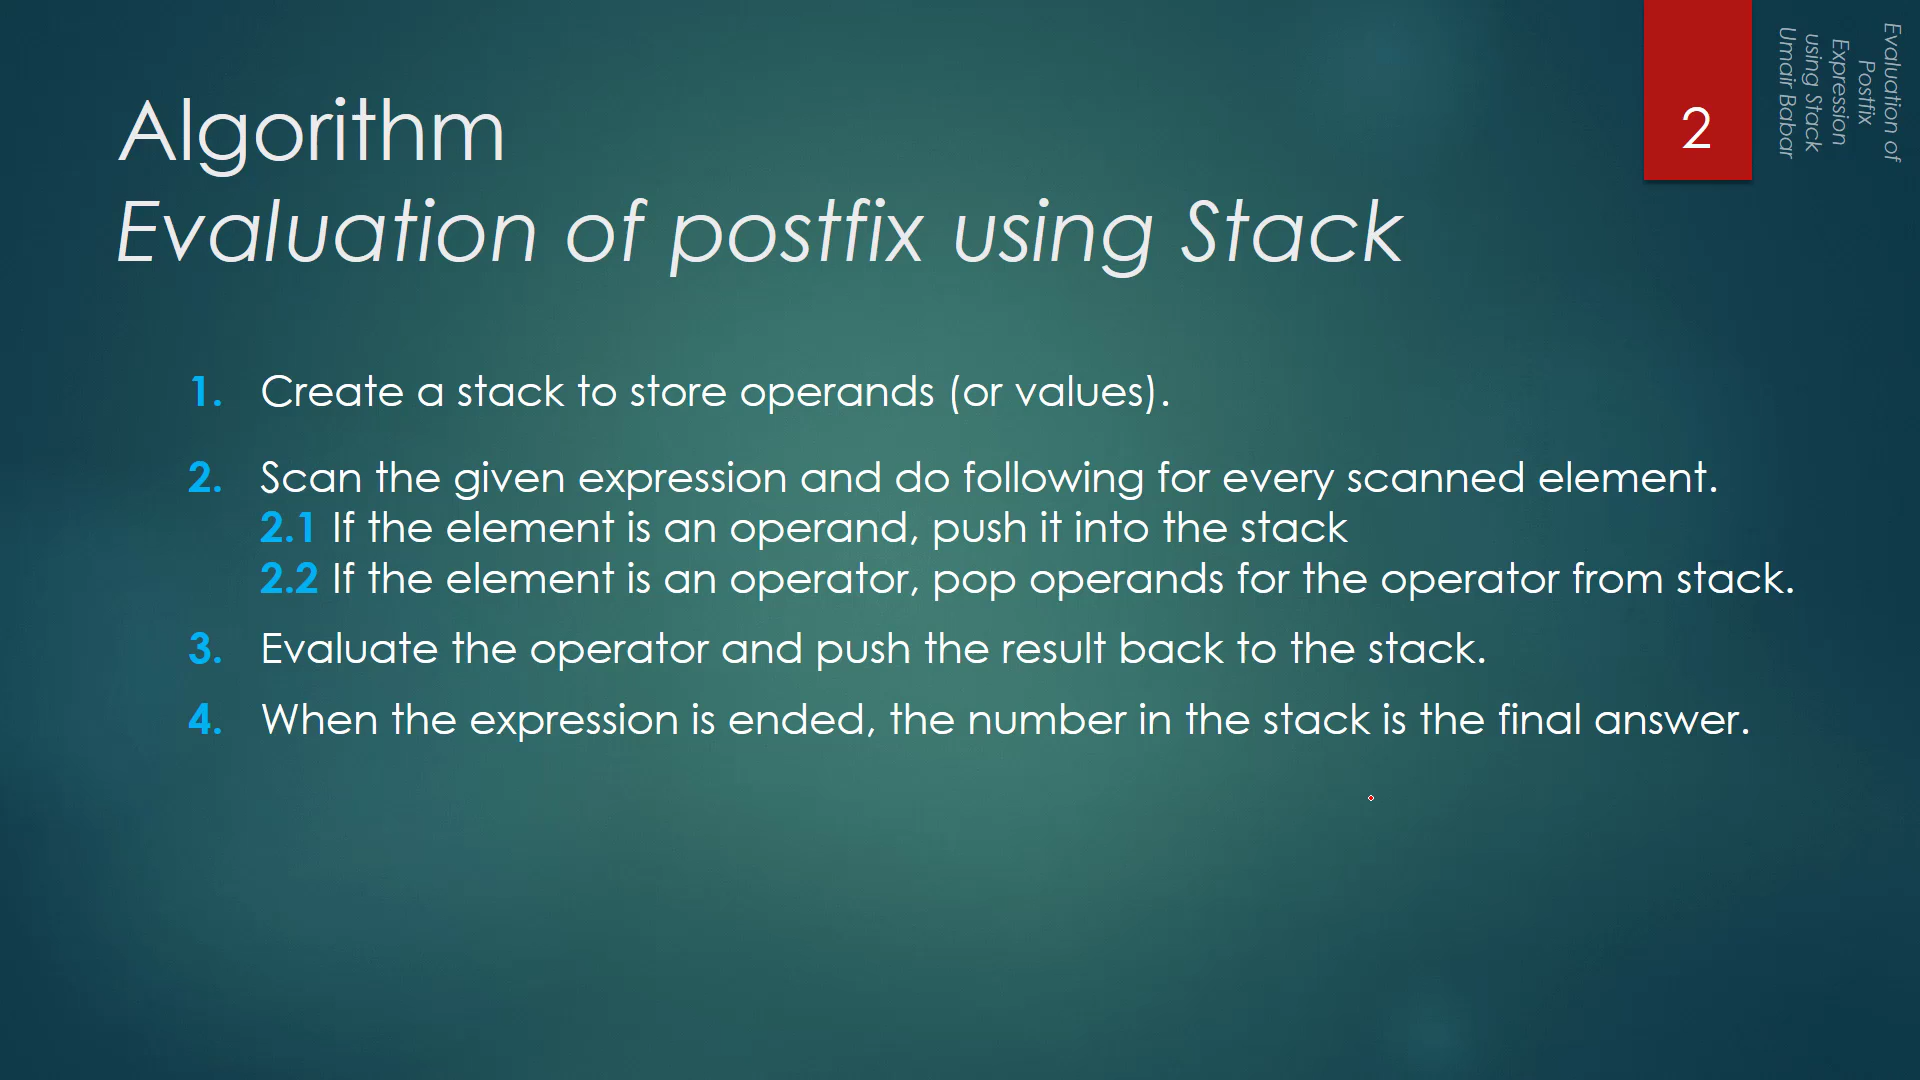 Algorithm
Evaluation of postfix using Stack
2
Evaluation of
Postfix
Expression
using Stack
Umair Babar
1. Create a stack to store operands (or values).
2. Scan the given expression and do following for every scanned element.
2.1 If the element is an operand, push it into the stack
2.2 If the element is an operator, pop operands for the operator from stack.
3. Evaluate the operator and push the result back to the stack.
4. When the expression is ended, the number in the stack is the final answer.